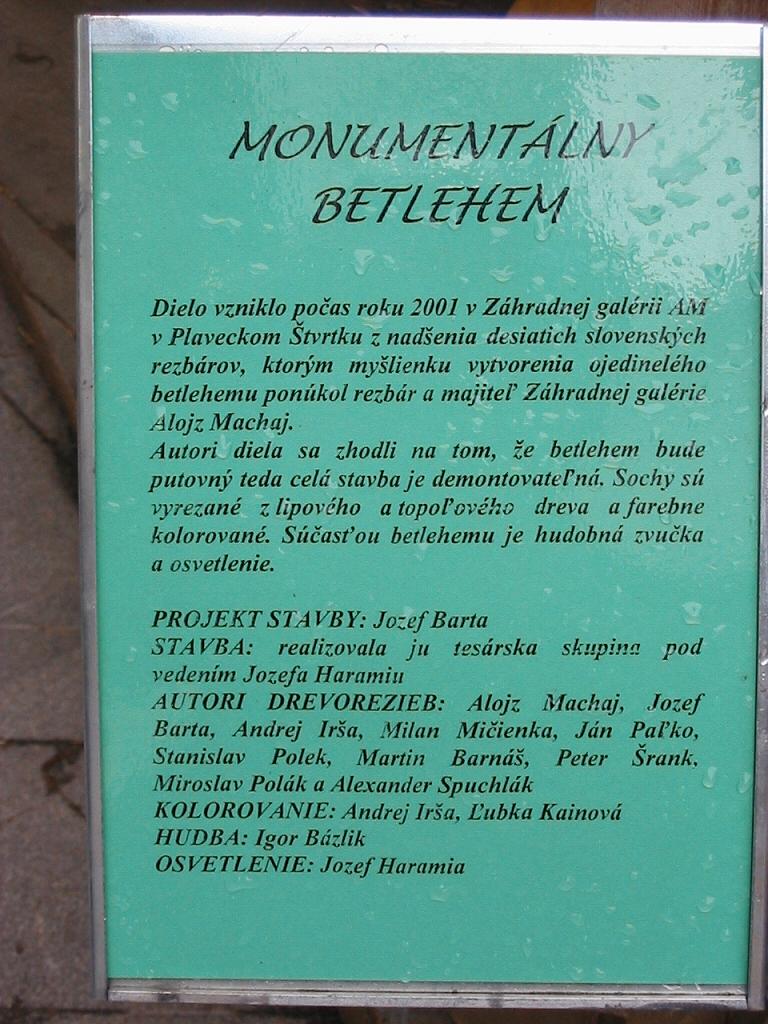 MONUMENTÁLNY
BETLEHEM
Dielo vzniklo počas roku 2001 v Záhradnej galérii AM
v Plaveckom Štvrtku z nadšenia desiatich slovenských
rezbárov, ktorým myšlienku vytvorenia ojedinelého
betlehemu ponúkol rezbár a majiteľ Záhradnej galérie
Alojz Machaj.
Autori diela sa zhodli na tom, že betlehem bude
putovný teda celá stavba je demontovateľná. Sochy sú
vyrezané z lipového a topoľového dreva a farebne
kolorované. Súčasťou betlehemu je hudobná zvučka
a osvetlenie.
PROJEKT STAVBY: Jozef Barta
STAVBA: realizovala ju tesárska skupina pod
vedením Jozefa Haramiu
AUTORI DREVOREZIEB: Alojz Machaj, Jozef
Barta, Andrej Irša, Milan Mičienka, Ján Paľko,
Stanislav Polek, Martin Barnáš, Peter Šrank,
Miroslav Polák a Alexander Spuchlák
KOLOROVANIE: Andrej Irša, Ľubka Kainová
HUDBA: Igor Bázlik
OSVETLENIE: Jozef Haramia